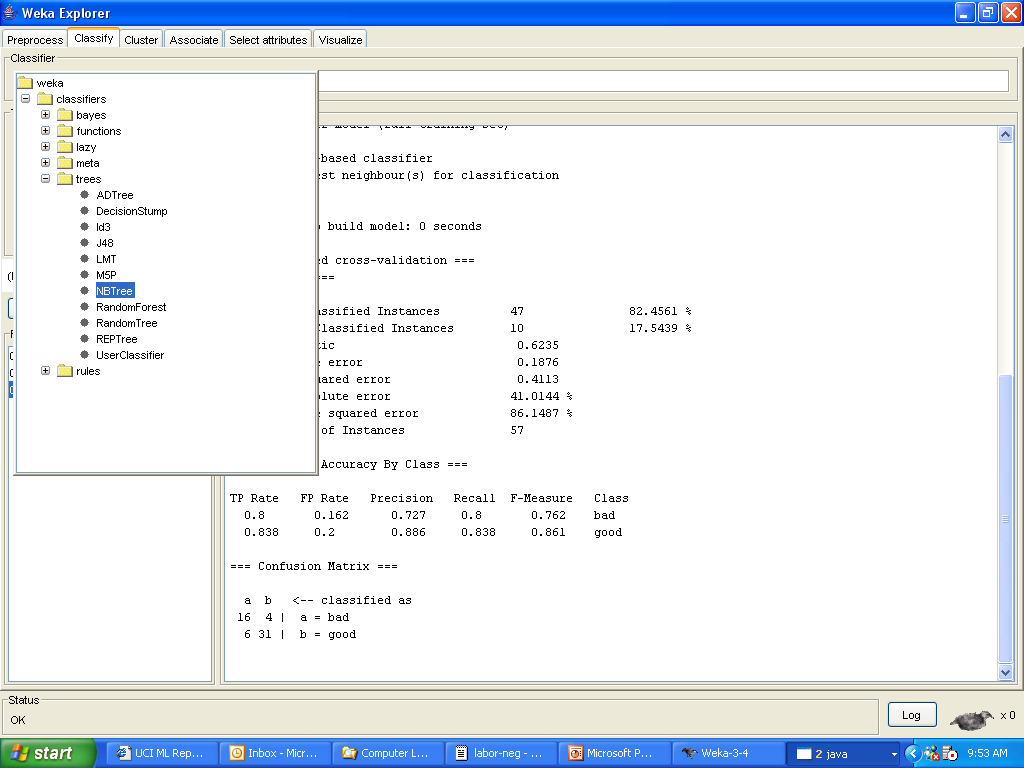 Weka Explorer
Preprocess Classify Cluster Associate Select attributes Visualize
Classifier
weka
classifiers
bayes
functions
lazy
meta
trees
ADTree
DecisionStump
Id3
J48
LMT
M5P
NBTree
RandomForest
RandomTree
REPTree
UserClassifier
rules
-based classifier
est neighbour(s) for classification
build model: 0 seconds
d cross-validation ===
==
assified Instances 47 82.4561 %
lassified Instances 10 17.5439 %
tic 0.6235
e error 0.1876
uared error 0.4113
lute error 41.0144 %
e squared error 86.1487 %
of Instances 57
Accuracy By Class ===
TP Rate FP Rate Precision Recall F-Measure Class
0.8 0.162 0.727 0.8 0.762 bad
0.838 0.2 0.886 0.838 0.861 good
=== Confusion Matrix ===
a b <-- classified as
16 4 | a = bad
6 31 | b = good
Status
OK
Log
x 0
start
UCI ML Rep...
Inbox - Micr...
Computer L...
labor-neg - ...
Microsoft P...
Weka-3-4
2 java
9:53 AM